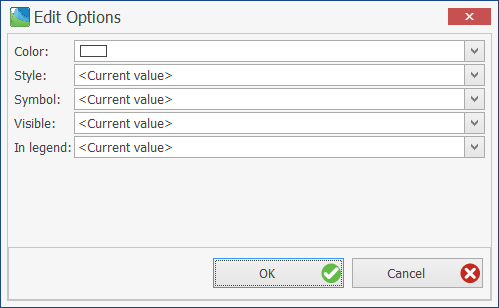 Edit Options
Color:
Style: <Current value>
Symbol: <Current value>
Visible: <Current value>
In legend: <Current value>
OK Cancel